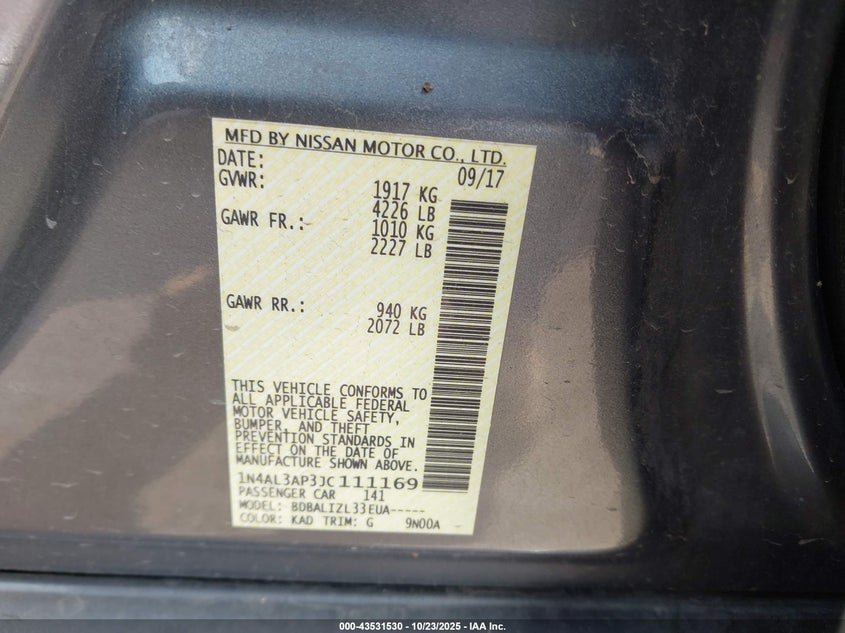 MFD BY NISSAN MOTOR CO., LTD.
DATE: 09/17
GVWR: 1917 KG
4226 LB
GAWR FR.: 1010 KG
2227 LB
GAWR RR.: 940 KG
2072 LB
THIS VEHICLE CONFORMS TO
ALL APPLICABLE FEDERAL
MOTOR VEHICLE SAFETY,
BUMPER, AND THEFT
PREVENTION STANDARDS IN
EFFECT ON THE DATE OF
MANUFACTURE SHOWN ABOVE.
1N4AL3AP3JC111169
PASSENGER CAR 141
MODEL: BDBALIZL33EUA-----
COLOR: KAD TRIM: G 9N00A
000-43531530 - 10/23/2025 - IAA Inc.